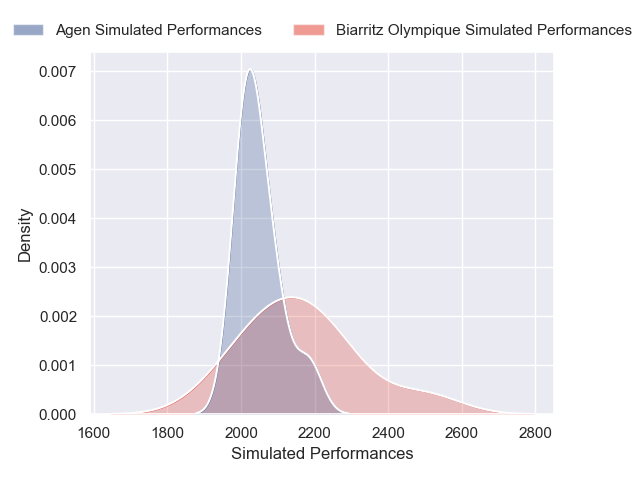 Agen Simulated Performances
Biarritz Olympique Simulated Performances
0.007
0.006
0.005
0.004
0.003
0.002
0.001
0.000
Density
1600 1800 2000 2200 2400 2600 2800
Simulated Performances